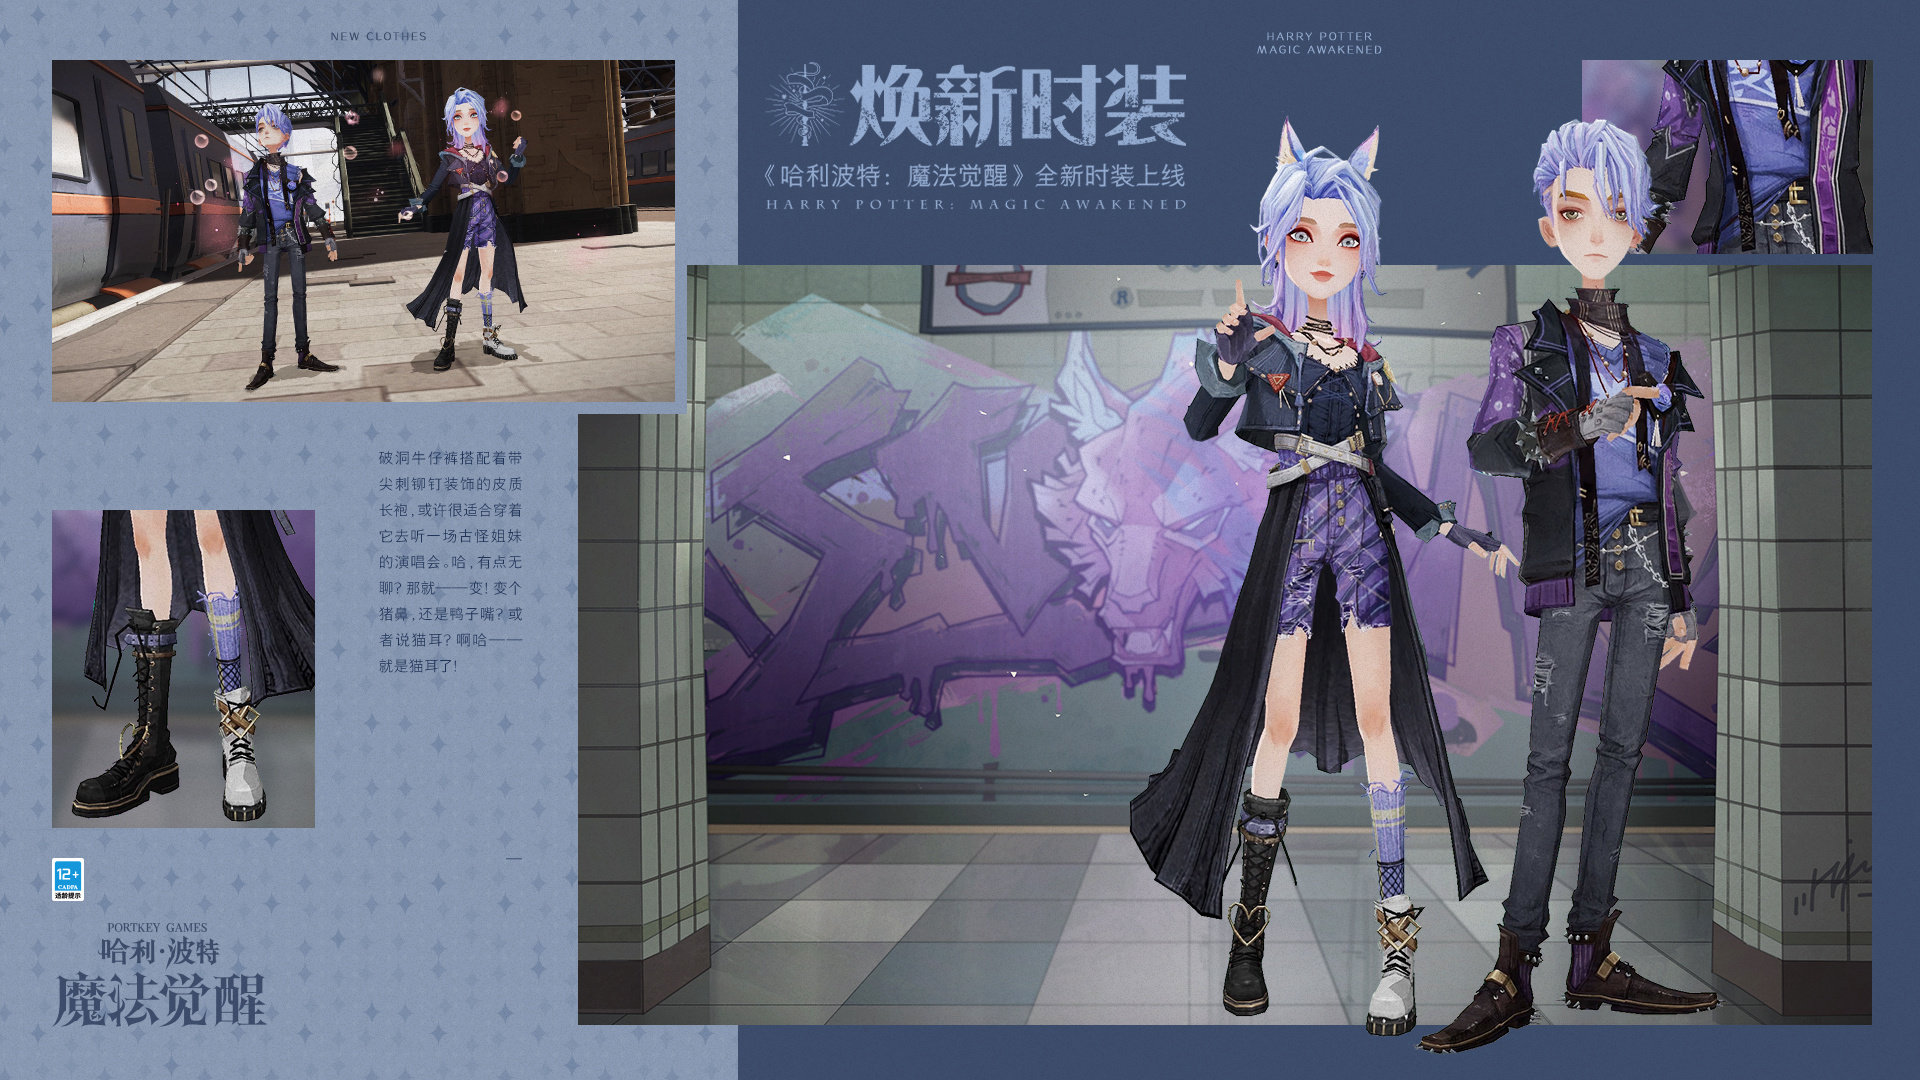 NEW CLOTHES
HARRY POTTER
MAGIC AWAKENED
焕新时装
《哈利波特：魔法觉醒》全新时装上线
HARRY POTTER: MAGIC AWAKENED
R
破洞牛仔裤搭配着带
尖刺铆钉装饰的皮质
长袍,或许很适合穿着
它去听一场古怪姐妹
的演唱会。哈,有点无
聊？那就——变！变个
猪鼻,还是鸭子嘴？或
者说猫耳？啊哈——
就是猫耳了！
12+
CADPA
适龄提示
PORTKEY GAMES
哈利·波特
魔法觉醒